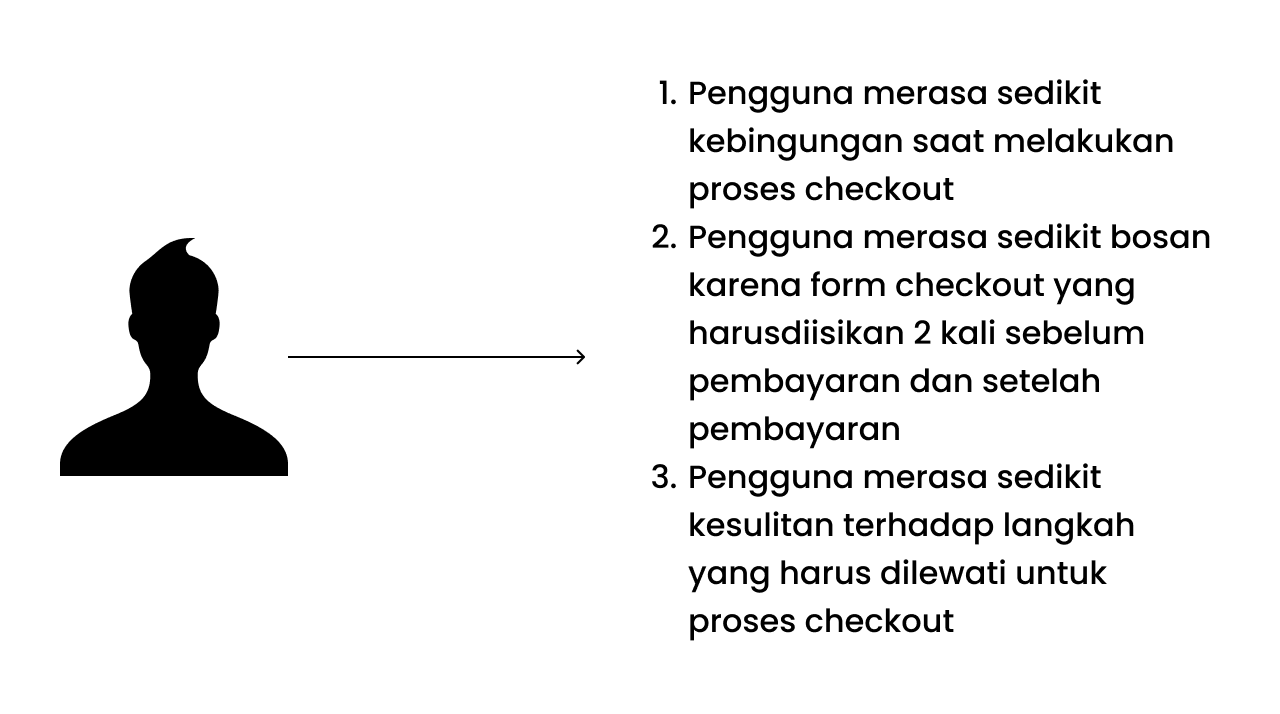 1. Pengguna merasa sedikit
kebingungan saat melakukan
proses checkout
2. Pengguna merasa sedikit bosan
karena form checkout yang
harusdiisikan 2 kali sebelum
pembayaran dan setelah
pembayaran
3. Pengguna merasa sedikit
kesulitan terhadap langkah
yang harus dilewati untuk
proses checkout